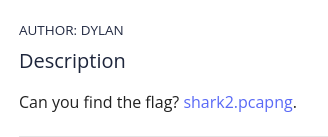 AUTHOR: DYLAN
Description
Can you find the flag? shark2.pcapng.